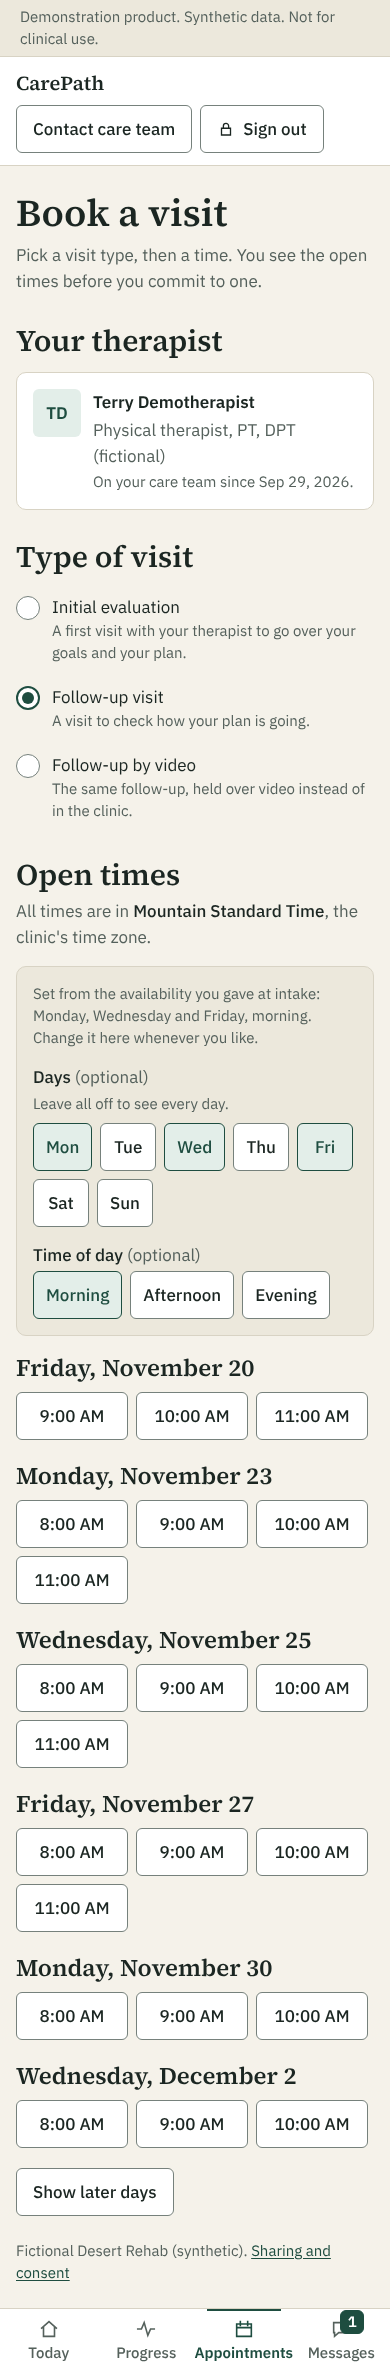 Demonstration product. Synthetic data. Not for
clinical use.
CarePath
Contact care team
Sign out
Book a visit
Pick a visit type, then a time. You see the open
times before you commit to one.
Your therapist
TD
Terry Demotherapist
Physical therapist, PT, DPT
(fictional)
On your care team since Sep 29, 2026.
Type of visit
Initial evaluation
A first visit with your therapist to go over your
goals and your plan.
Follow-up visit
A visit to check how your plan is going.
Follow-up by video
The same follow-up, held over video instead of
in the clinic.
Open times
All times are in Mountain Standard Time, the
clinic's time zone.
Set from the availability you gave at intake:
Monday, Wednesday and Friday, morning.
Change it here whenever you like.
Days (optional)
Leave all off to see every day.
Mon Tue Wed Thu Fri
Sat Sun
Time of day (optional)
Morning Afternoon Evening
Friday, November 20
9:00 AM 10:00 AM 11:00 AM
Monday, November 23
8:00 AM 9:00 AM 10:00 AM
11:00 AM
Wednesday, November 25
8:00 AM 9:00 AM 10:00 AM
11:00 AM
Friday, November 27
8:00 AM 9:00 AM 10:00 AM
11:00 AM
Monday, November 30
8:00 AM 9:00 AM 10:00 AM
Wednesday, December 2
8:00 AM 9:00 AM 10:00 AM
Show later days
Fictional Desert Rehab (synthetic). Sharing and
consent
1
Today Progress Appointments Messages